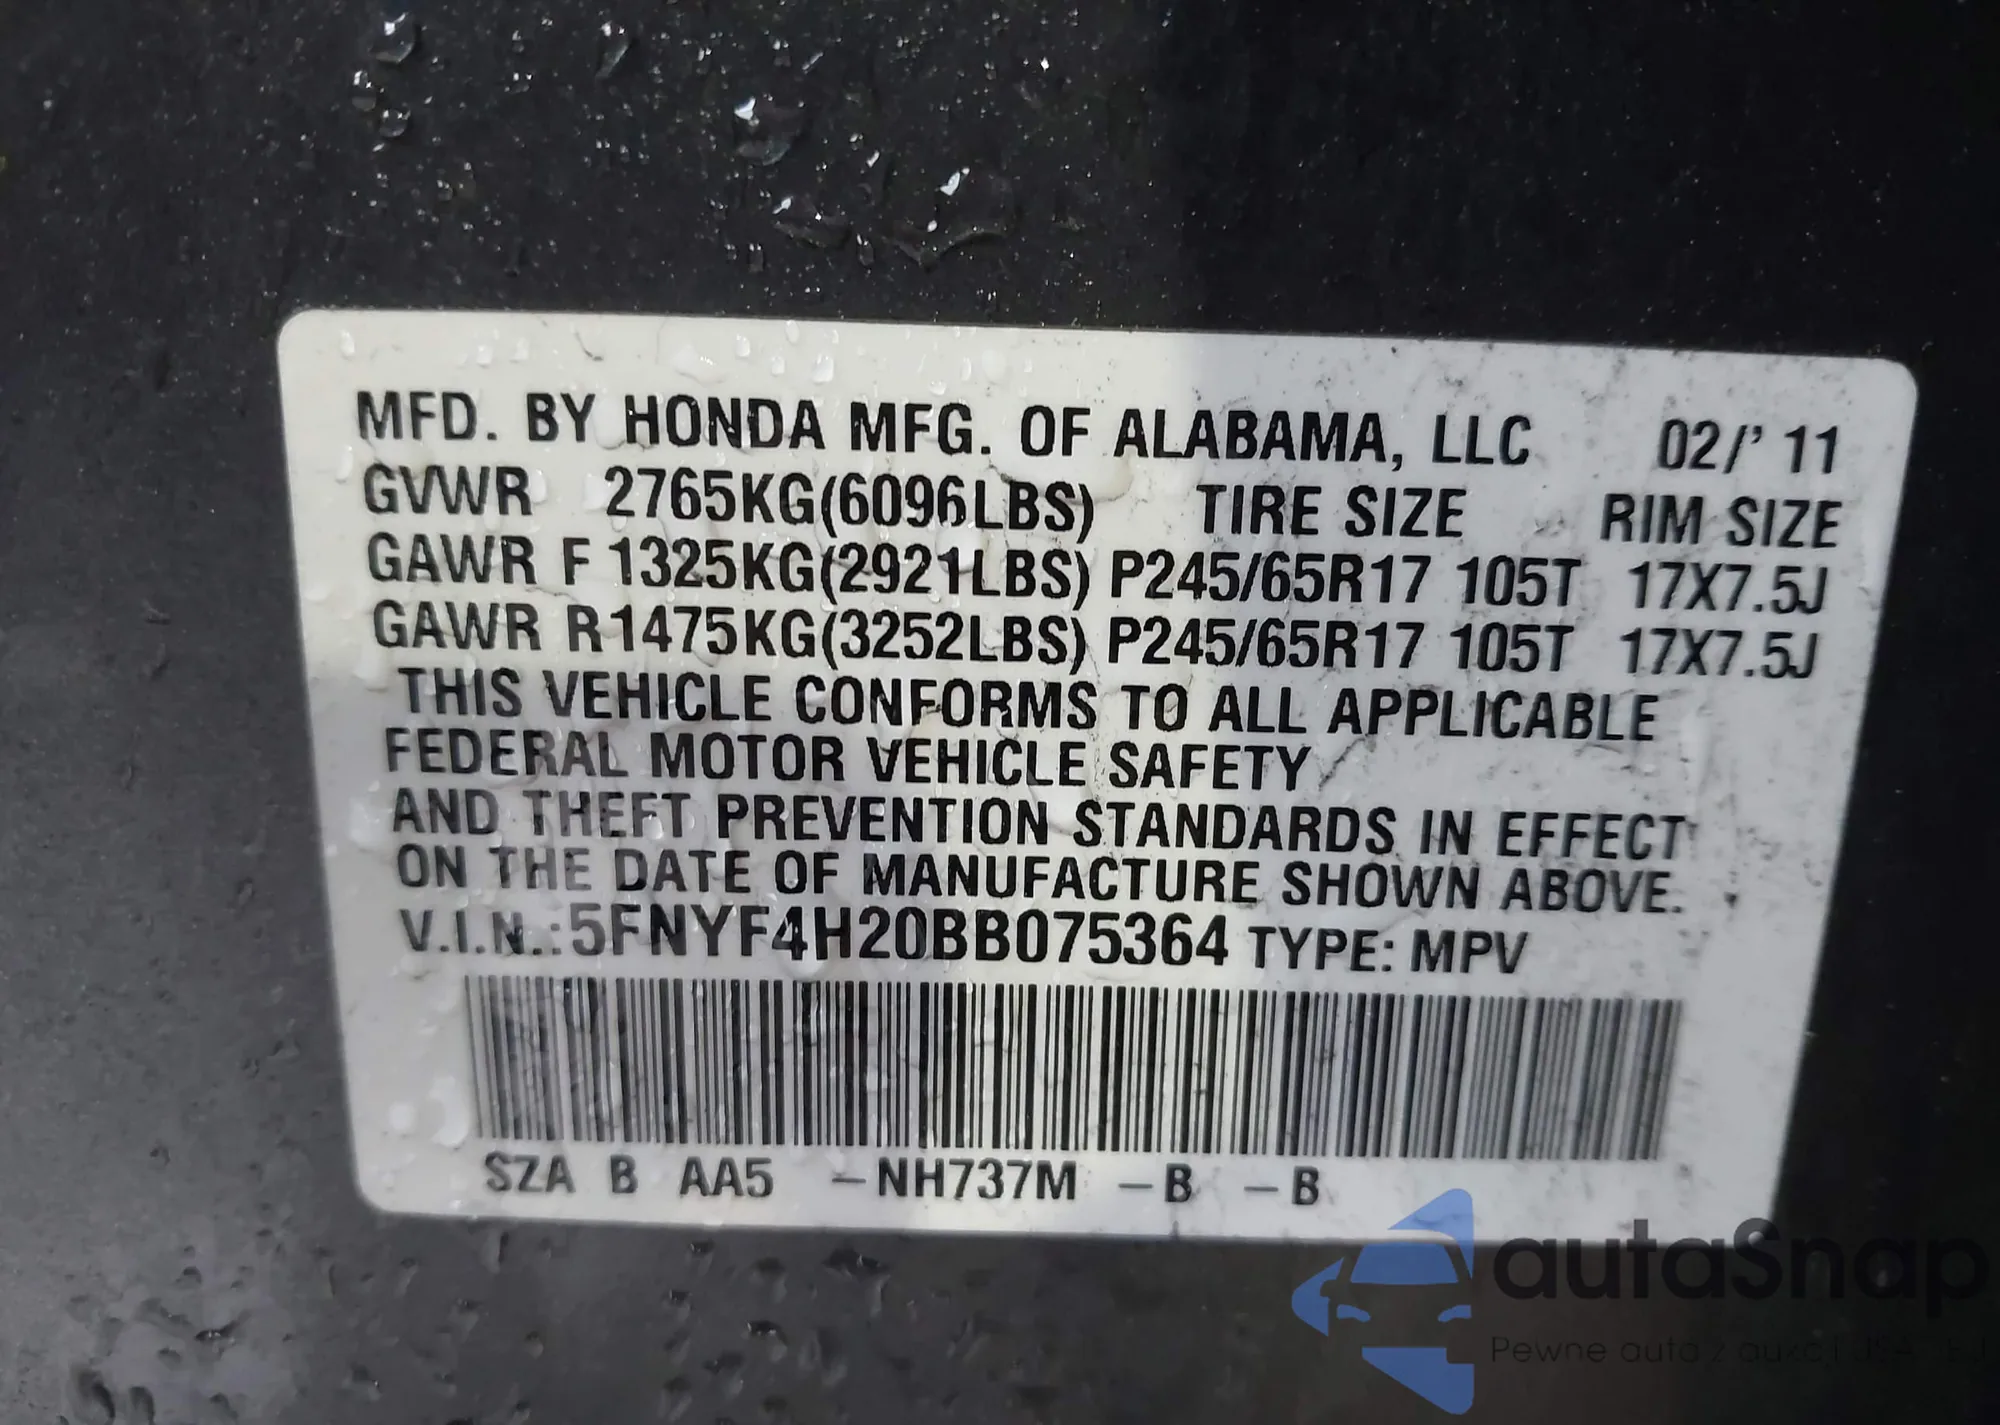 MFD. BY HONDA MFG. OF ALABAMA, LLC 02/'11
GVWR 2765KG(6096LBS) TIRE SIZE RIM SIZE
GAWR F 1325KG(2921LBS) P245/65R17 105T 17X7.5J
GAWR R1475KG(3252LBS) P245/65R17 105T 17X7.5J
THIS VEHICLE CONFORMS TO ALL APPLICABLE
FEDERAL MOTOR VEHICLE SAFETY
AND THEFT PREVENTION STANDARDS IN EFFECT
ON THE DATE OF MANUFACTURE SHOWN ABOVE.
V.I.N.:5FNYF4H20BB075364 TYPE: MPV
SZA B AA5 -NH737M -B -B
autaSnap
Pewne auta z aukcji